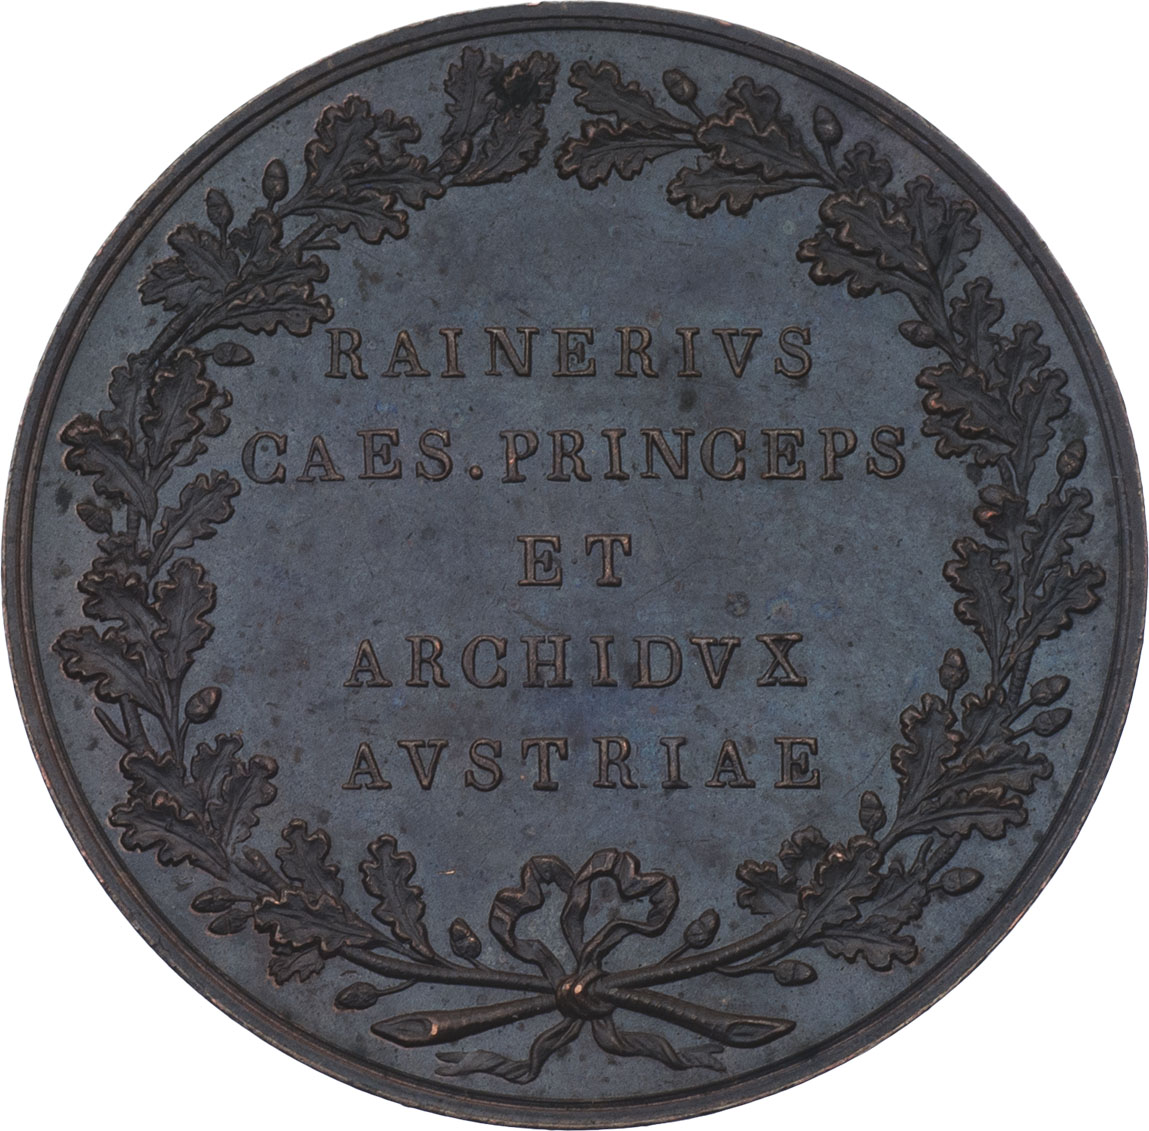 RAINERIVS
CAES. PRINCEPS
ET
ARCHIDVX
AVSTRIAE